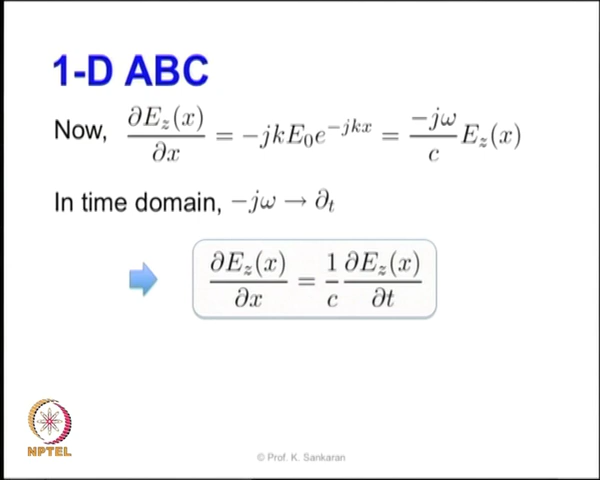 1-D ABC
Now, ∂E_z(x)/∂x = −jkE_0e^{−jkx} = −jω/c E_z(x)
In time domain, −jω → ∂_t
∂E_z(x)/∂x = 1/c ∂E_z(x)/∂t
NPTEL
© Prof. K. Sankaran